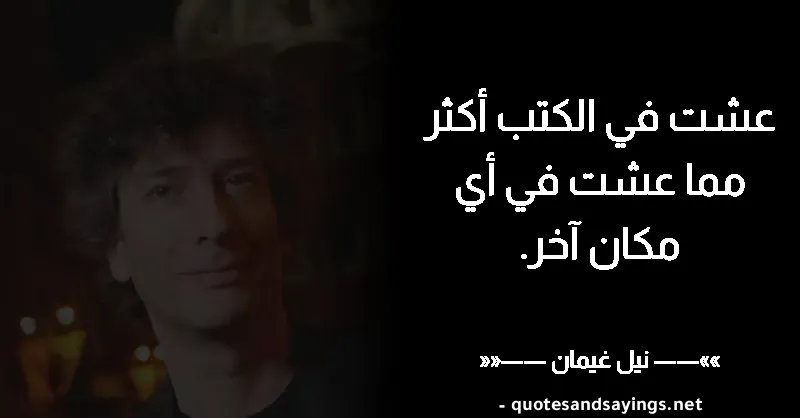 عشت في الكتب أكثر
مما عشت في أي
مكان آخر.
»»—— نيل غيمان ——««
- quotesandsayings.net